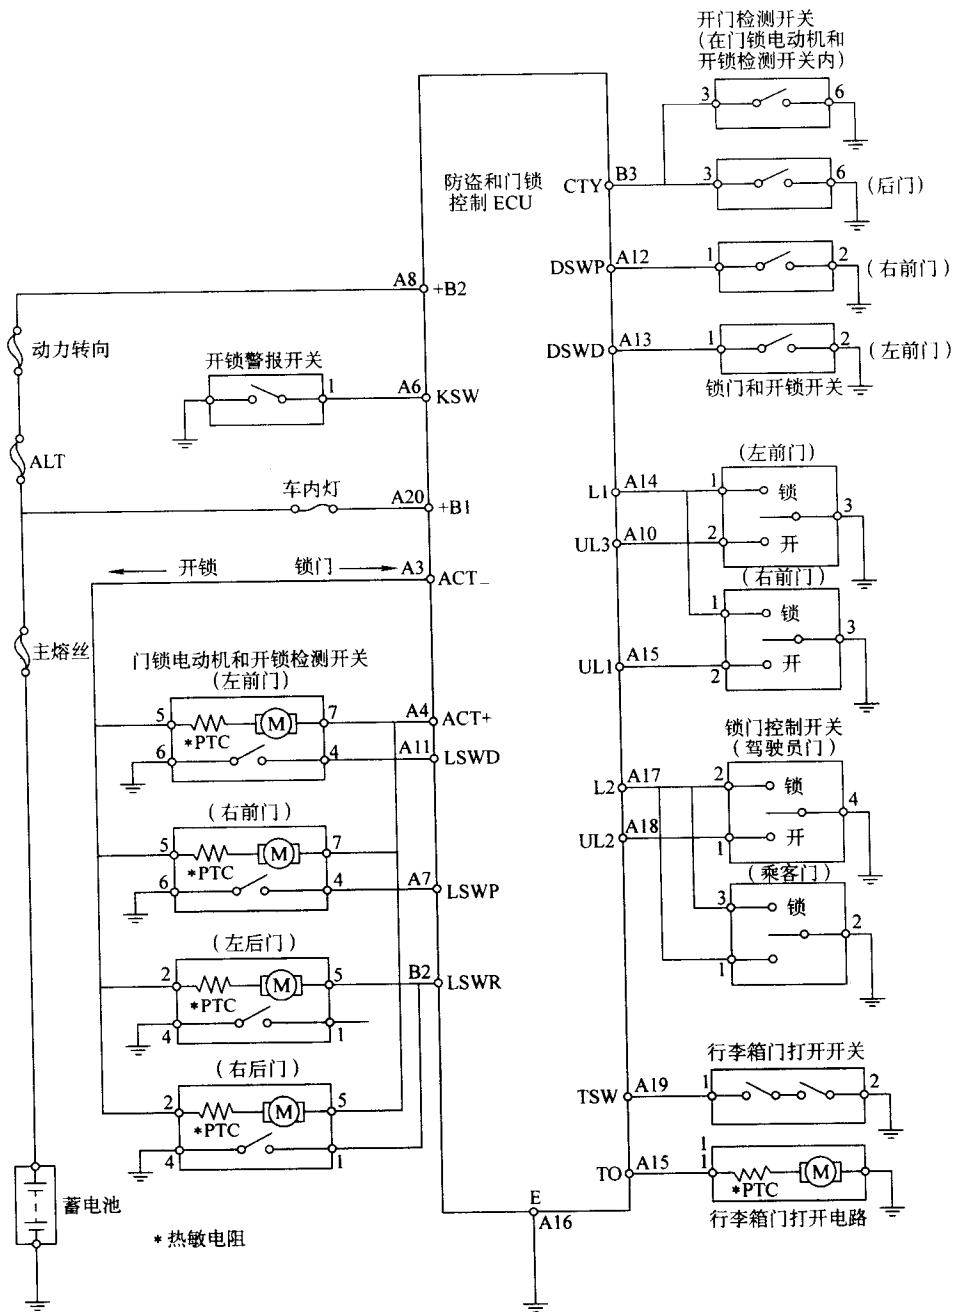 开门检测开关
(在门锁电动机和
开锁检测开关内)
3
6
防盗和门锁
控制 ECU
CTY
B3
3
6
(后门)
DSWP
A12
1
2
(右前门)
A8
+B2
动力转向
DSWD
A13
1
2
(左前门)
锁门和开锁开关
开锁警报开关
1
A6
KSW
ALT
车内灯
A20
+B1
(左前门)
L1
A14
1
锁
3
UL3
A10
2
开
开锁
锁门
A3
ACT_
(右前门)
1
锁
3
UL1
A15
2
开
主熔丝
门锁电动机和开锁检测开关
(左前门)
5
M
7
A4
ACT+
*PTC
6
4
A11
LSWD
锁门控制开关
(驾驶员门)
L2
A17
2
锁
4
UL2
A18
1
开
(右前门)
5
M
7
*PTC
6
4
A7
LSWP
(乘客门)
3
锁
2
1
(左后门)
2
M
5
B2
LSWR
*PTC
4
1
(右后门)
2
M
5
*PTC
4
1
行李箱门打开开关
TSW
A19
1
2
TO
A15
1
1
M
*PTC
行李箱门打开电路
E
A16
蓄电池
*热敏电阻